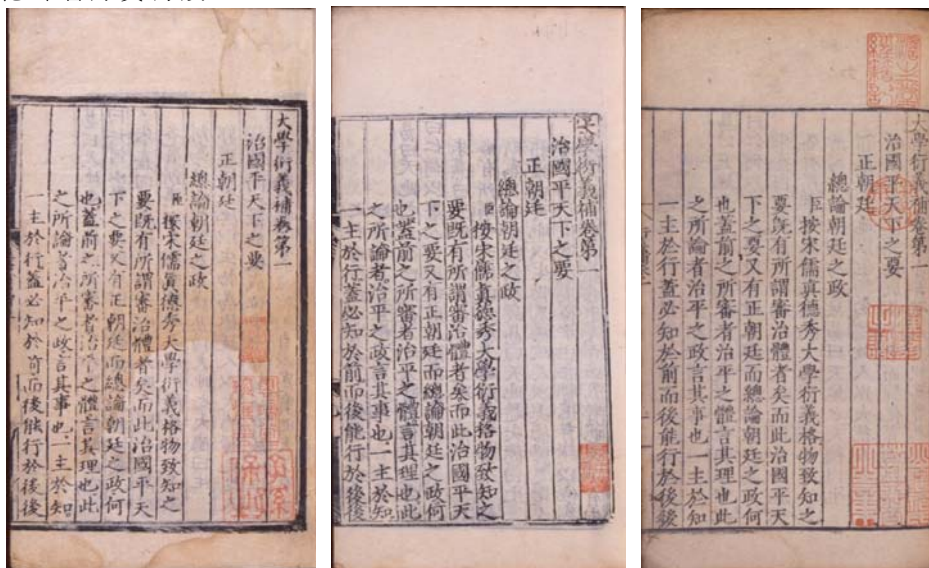 大學衍義補卷第一
治國平天下之要
正朝廷
總論朝廷之政
臣按宋儒真德秀大學衍義格物致知之
要既有所謂審治體者矣而此治國平天
下之要又有正朝廷而總論朝廷之政何
也蓋前之所審者治平之體言其理也此
之所論者治平之政言其事也一主於知
一主於行蓋必知於前而後能行於後後
大學衍義補卷第一
治國平天下之要
正朝廷
總論朝廷之政
臣按宋儒真德秀大學衍義格物致知之
要既有所謂審治體者矣而此治國平天
下之要又有正朝廷而總論朝廷之政何
也蓋前之所審者治平之體言其理也此
之所論者治平之政言其事也一主於知
一主於行蓋必知於前而後能行於後後
大學衍義補卷第一
治國平天下之要
正朝廷
總論朝廷之政
臣按宋儒真德秀大學衍義格物致知之
要既有所謂審治體者矣而此治國平天
下之要又有正朝廷而總論朝廷之政何
也蓋前之所審者治平之體言其理也此
之所論者治平之政言其事也一主於知
一主於行蓋必知於前而後能行於後後